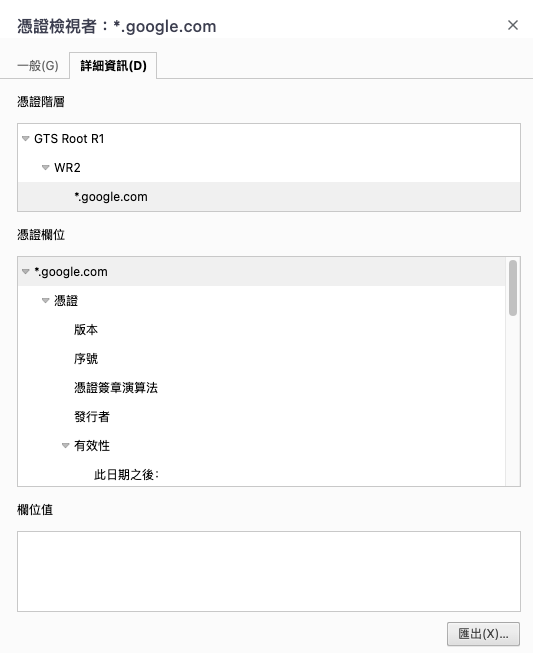 憑證檢視者：*.google.com
一般(G)
詳細資訊(D)
憑證階層
GTS Root R1
WR2
*.google.com
憑證欄位
*.google.com
憑證
版本
序號
憑證簽章演算法
發行者
有效性
此日期之後：
欄位值
匯出(X)...